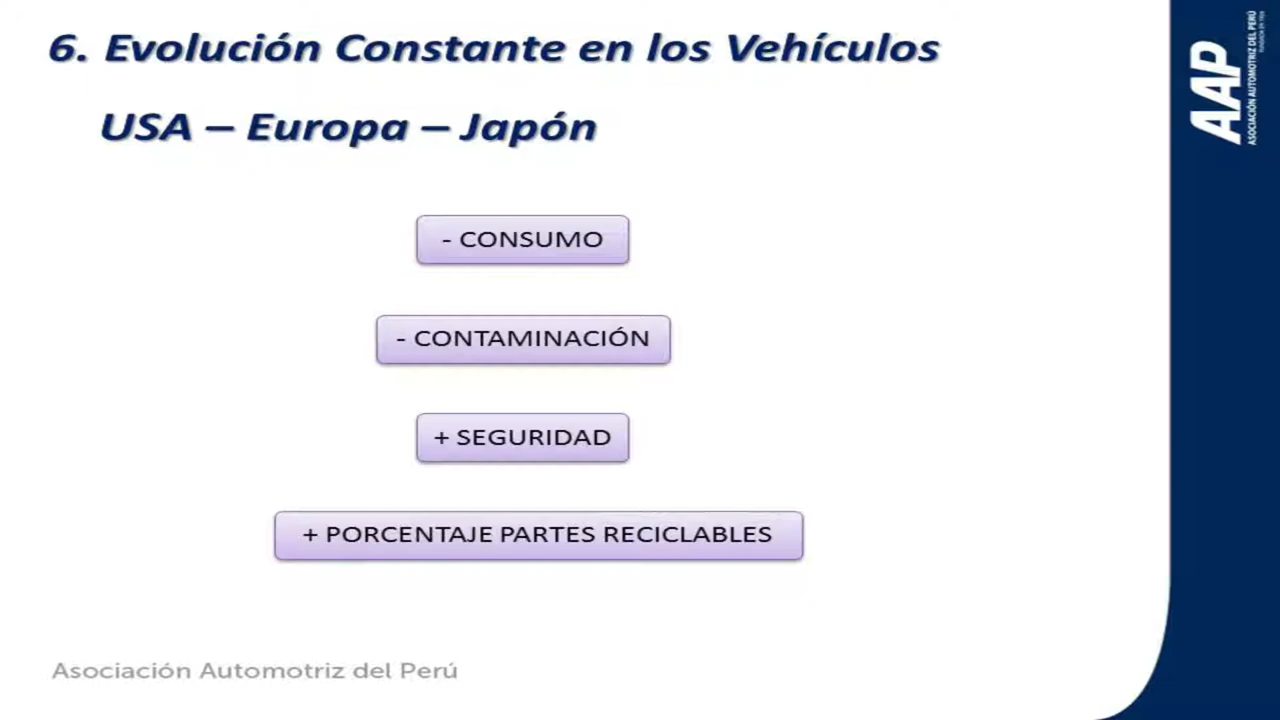 6. Evolución Constante en los Vehículos
USA – Europa – Japón
- CONSUMO
- CONTAMINACIÓN
+ SEGURIDAD
+ PORCENTAJE PARTES RECICLABLES
Asociación Automotriz del Perú
AAP
ASOCIACIÓN AUTOMOTRIZ DEL PERÚ